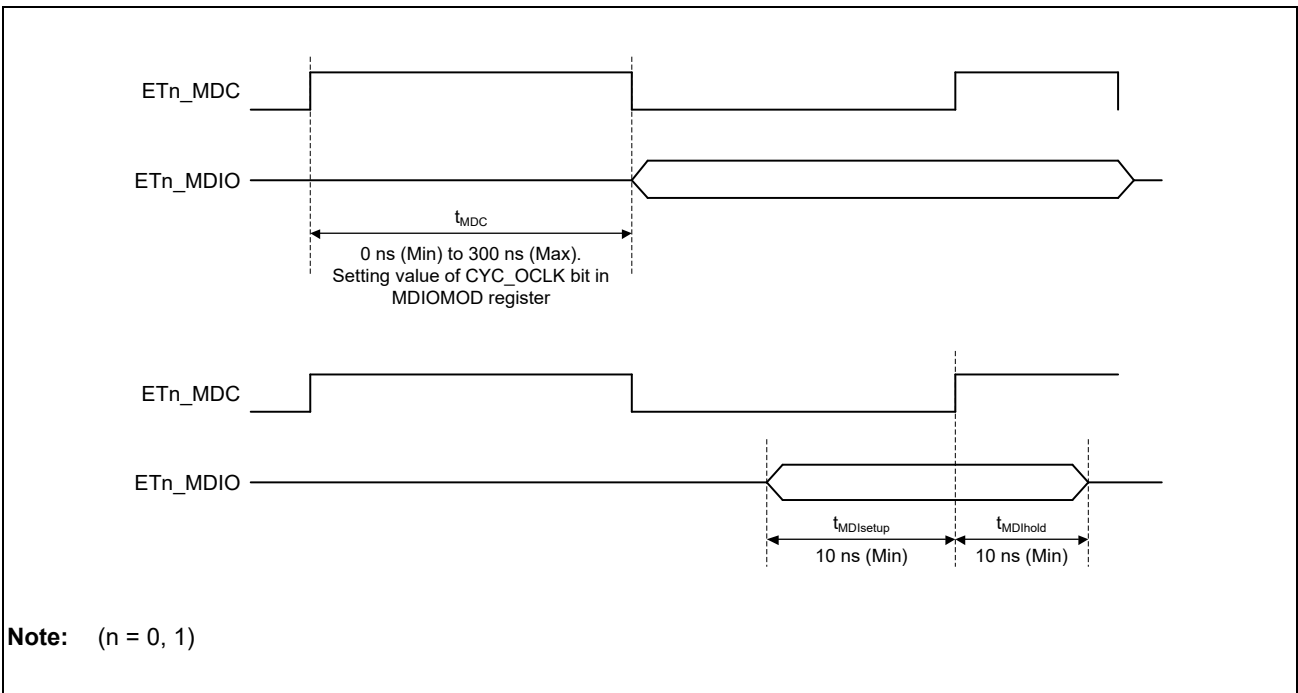 ETn_MDC
ETn_MDIO
tMDC
0 ns (Min) to 300 ns (Max).
Setting value of CYC_OCLK bit in
MDIOMOD register
ETn_MDC
ETn_MDIO
tMDIsetup tMDIhold
10 ns (Min) 10 ns (Min)
Note: (n = 0, 1)